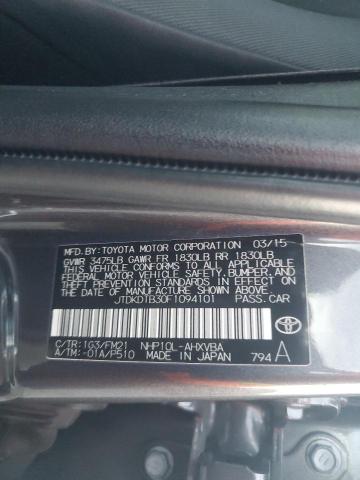 MFD. BY: TOYOTA MOTOR CORPORATION 03/15
GVWR 3475LB GAWR FR 1830LB RR 1830LB
THIS VEHICLE CONFORMS TO ALL APPLICABLE
FEDERAL MOTOR VEHICLE SAFETY, BUMPER, AND
THEFT PREVENTION STANDARDS IN EFFECT ON
THE DATE OF MANUFACTURE SHOWN ABOVE.
JTDKDTB30F1094101 PASS. CAR
C/TR: 1G3/FM21 NHP10L-AHXVBA
A/TM: -01A/P510 MADE IN JAPAN 794 A
TOYOTA